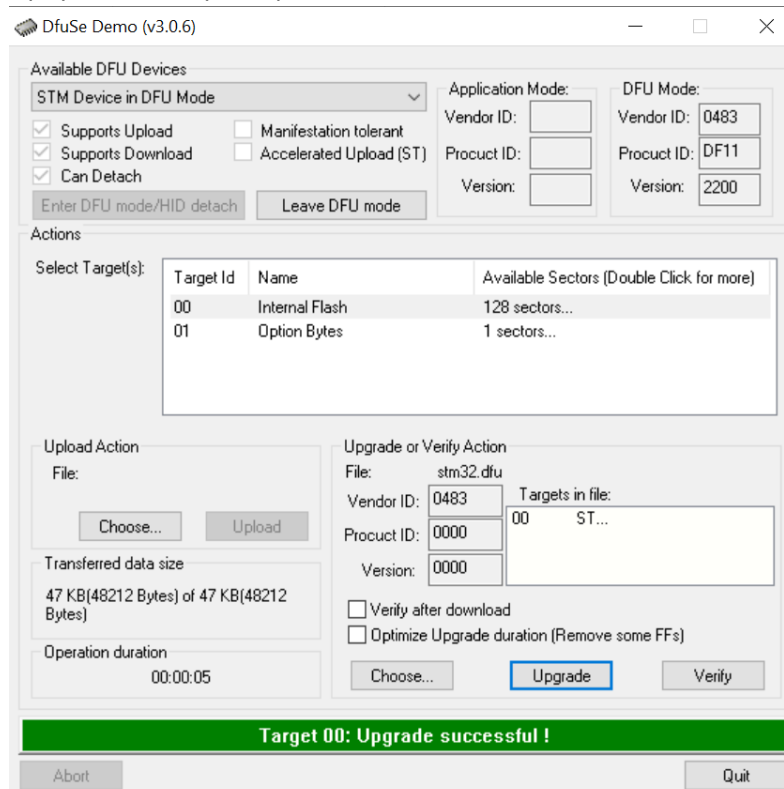 DfuSe Demo (v3.0.6)
Available DFU Devices
STM Device in DFU Mode
Supports Upload
Manifestation tolerant
Supports Download
Accelerated Upload (ST)
Can Detach
Enter DFU mode/HID detach
Leave DFU mode
Application Mode:
Vendor ID:
Procuct ID:
Version:
DFU Mode:
Vendor ID: 0483
Procuct ID: DF11
Version: 2200
Actions
Select Target(s):
Target Id Name Available Sectors (Double Click for more)
00 Internal Flash 128 sectors...
01 Option Bytes 1 sectors...
Upload Action
File:
Choose... Upload
Transferred data size
47 KB(48212 Bytes) of 47 KB(48212
Bytes)
Operation duration
00:00:05
Upgrade or Verify Action
File: stm32.dfu
Vendor ID: 0483
Procuct ID: 0000
Version: 0000
Targets in file:
00 ST...
Verify after download
Optimize Upgrade duration (Remove some FFs)
Choose... Upgrade Verify
Target 00: Upgrade successful !
Abort Quit